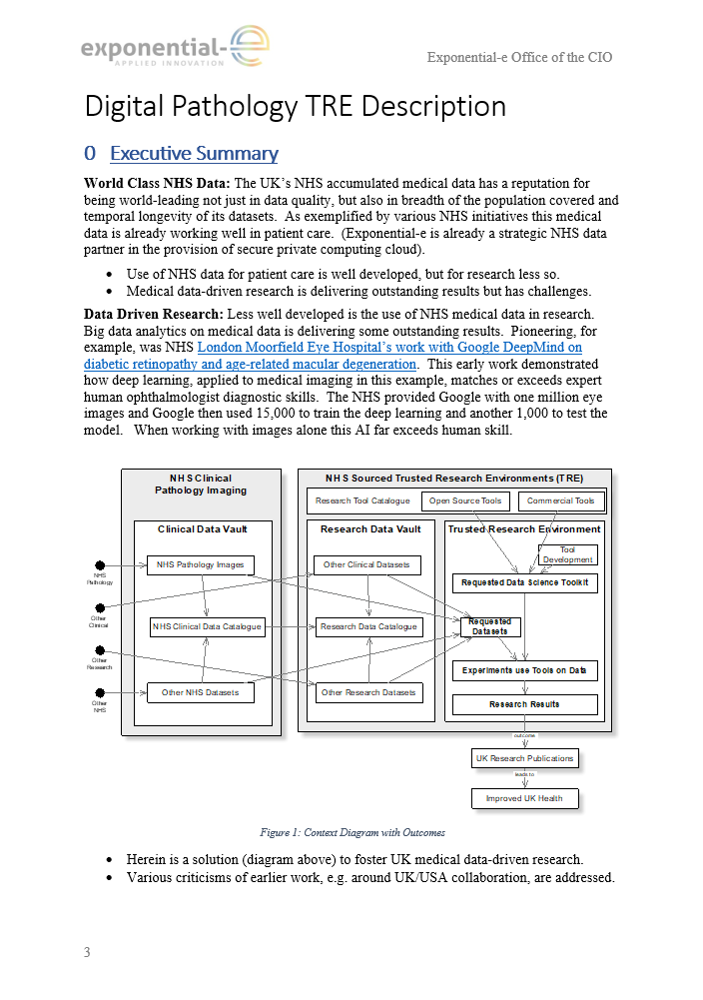 exponential-e
APPLIED INNOVATION
Exponential-e Office of the CIO
Digital Pathology TRE Description
0 Executive Summary
World Class NHS Data: The UK's NHS accumulated medical data has a reputation for
being world-leading not just in data quality, but also in breadth of the population covered and
temporal longevity of its datasets. As exemplified by various NHS initiatives this medical
data is already working well in patient care. (Exponential-e is already a strategic NHS data
partner in the provision of secure private computing cloud).
• Use of NHS data for patient care is well developed, but for research less so.
• Medical data-driven research is delivering outstanding results but has challenges.
Data Driven Research: Less well developed is the use of NHS medical data in research.
Big data analytics on medical data is delivering some outstanding results. Pioneering, for
example, was NHS London Moorfield Eye Hospital's work with Google DeepMind on
diabetic retinopathy and age-related macular degeneration. This early work demonstrated
how deep learning, applied to medical imaging in this example, matches or exceeds expert
human ophthalmologist diagnostic skills. The NHS provided Google with one million eye
images and Google then used 15,000 to train the deep learning and another 1,000 to test the
model. When working with images alone this AI far exceeds human skill.
NHS Clinical
Pathology Imaging
Clinical Data Vault
NHS Pathology Images
NHS Clinical Data Catalogue
Other NHS Datasets
NHS
Pathology
Other
Clinical
Other
Research
Other
NHS
NHS Sourced Trusted Research Environments (TRE)
Research Tool Catalogue
Open Source Tools
Commercial Tools
Research Data Vault
Other Clinical Datasets
Research Data Catalogue
Other Research Datasets
Trusted Research Environment
Tool
Development
Requested Data Science Toolkit
Requested
Datasets
Experiments use Tools on Data
Research Results
outcome
UK Research Publications
leads to
Improved UK Health
Figure 1: Context Diagram with Outcomes
• Herein is a solution (diagram above) to foster UK medical data-driven research.
• Various criticisms of earlier work, e.g. around UK/USA collaboration, are addressed.
3